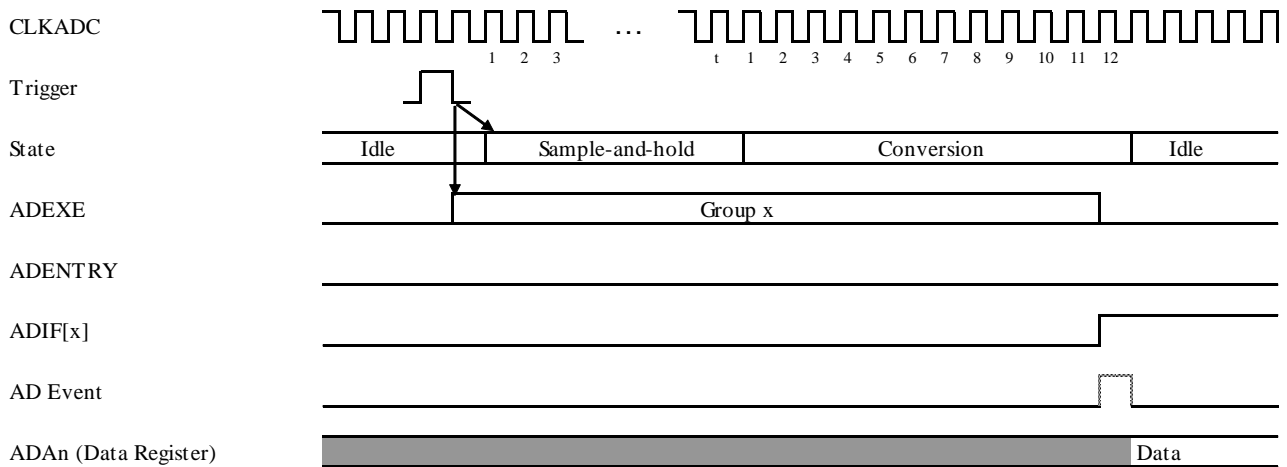 CLKADC
...
1 2 3 t 1 2 3 4 5 6 7 8 9 10 11 12
Trigger
State Idle Sample-and-hold Conversion Idle
ADEXE Group x
ADENTRY
ADIF[x]
AD Event
ADAn (Data Register) Data